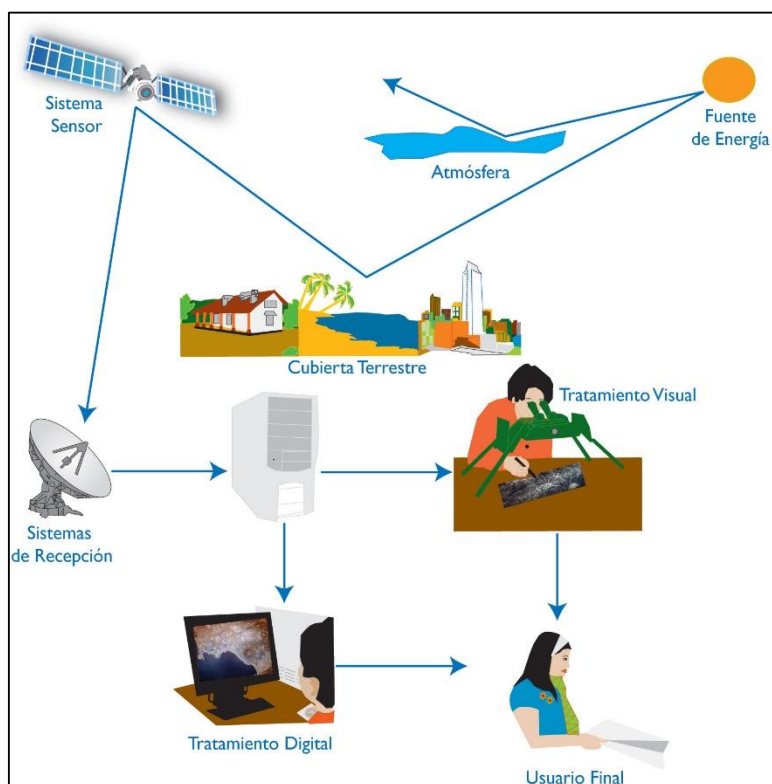 Sistema
Sensor
Fuente
de Energía
Atmósfera
Cubierta Terrestre
Tratamiento Visual
Sistemas
de Recepción
Tratamiento Digital
Usuario Final